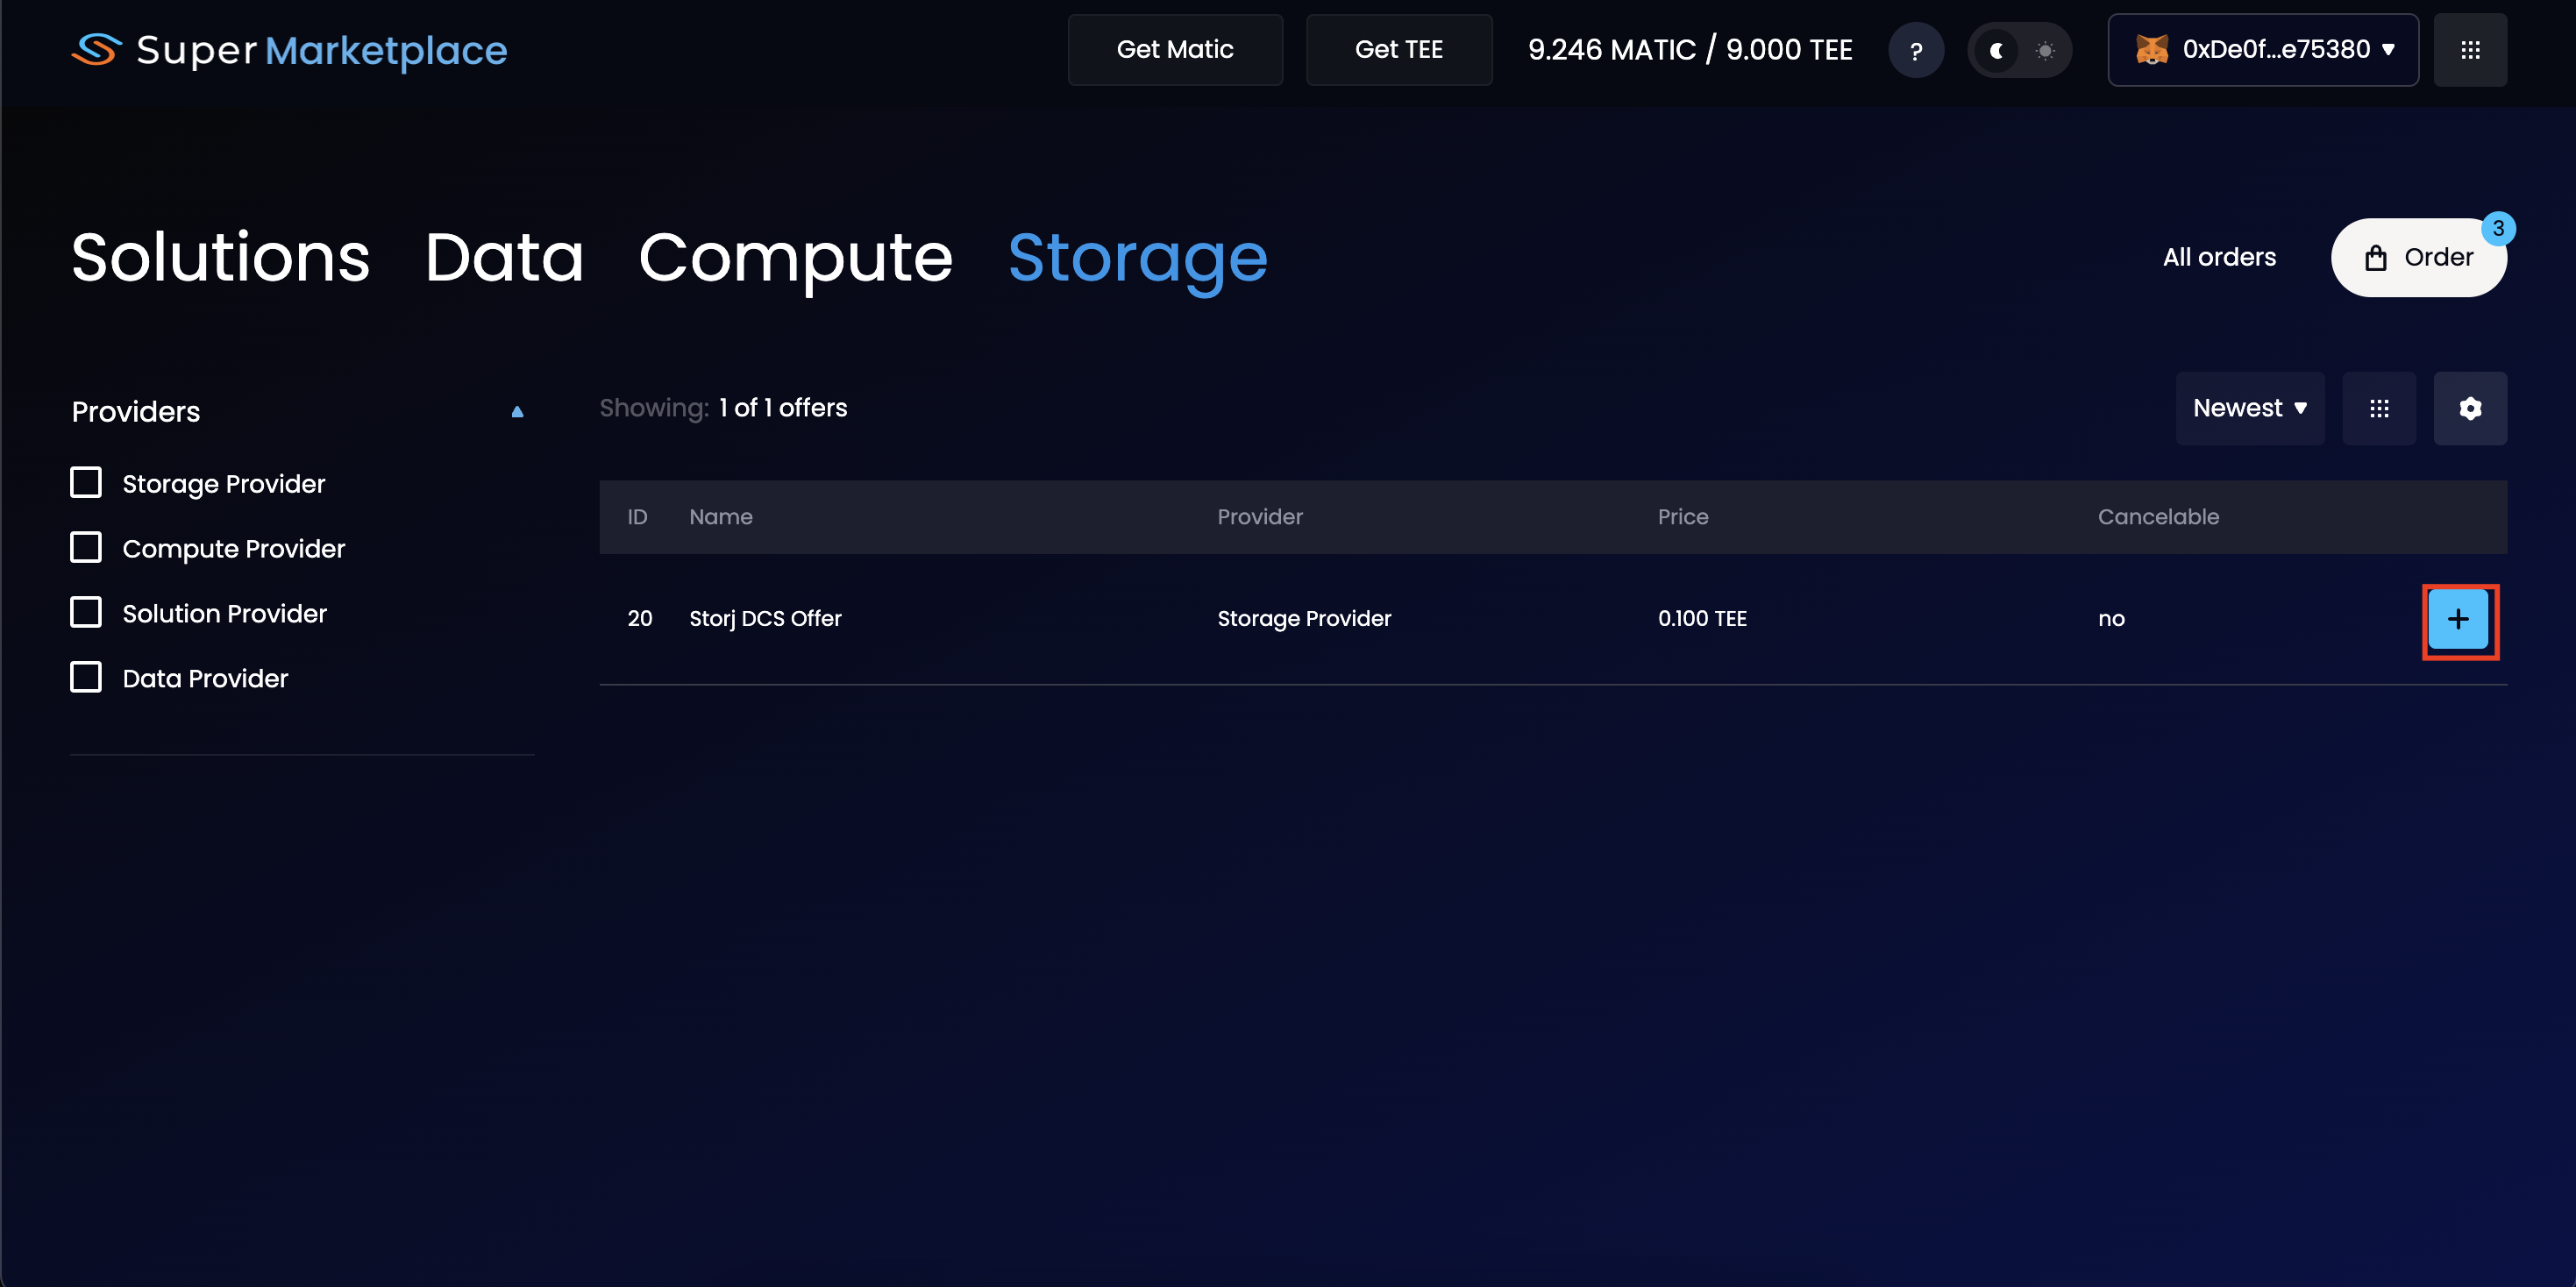 Super Marketplace
Get Matic
Get TEE
9.246 MATIC / 9.000 TEE
?
0xDe0f...e75380
Solutions
Data
Compute
Storage
All orders
Order
3
Providers
Storage Provider
Compute Provider
Solution Provider
Data Provider
Showing: 1 of 1 offers
Newest
ID Name Provider Price Cancelable
20 Storj DCS Offer Storage Provider 0.100 TEE no
+